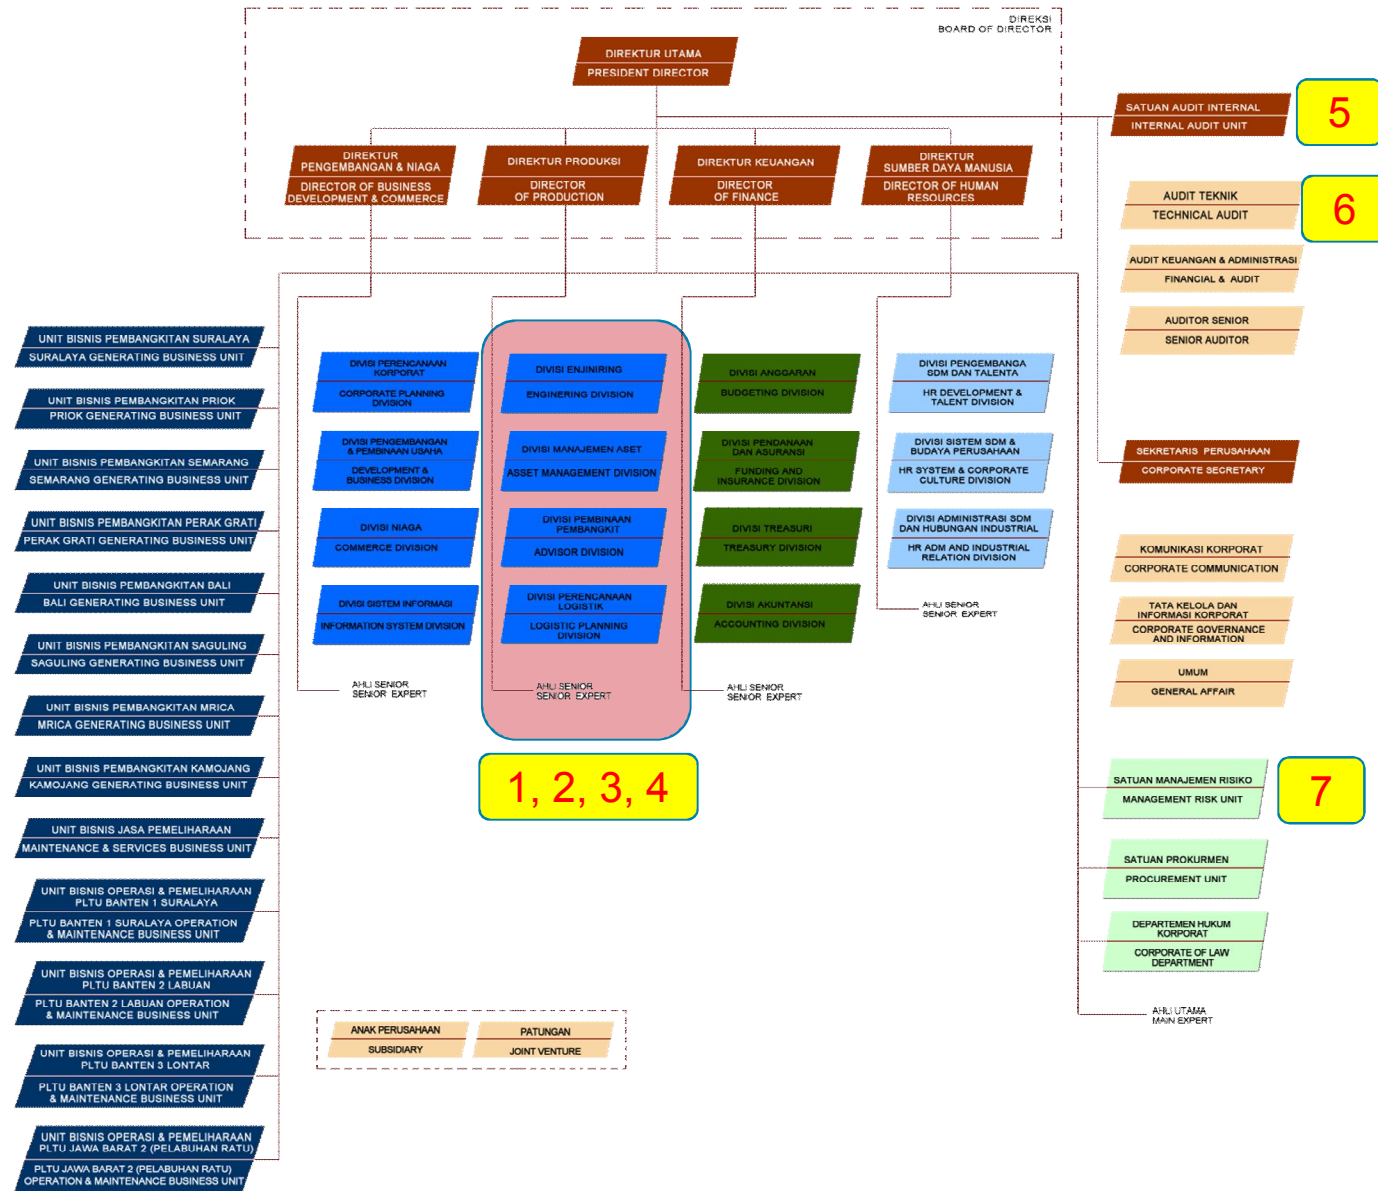 DIREKSI
BOARD OF DIRECTOR
DIREKTUR UTAMA
PRESIDENT DIRECTOR
SATUAN AUDIT INTERNAL
INTERNAL AUDIT UNIT
5
DIREKTUR
PENGEMBANGAN & NIAGA
DIRECTOR OF BUSINESS
DEVELOPMENT & COMMERCE
DIREKTUR PRODUKSI
DIRECTOR
OF PRODUCTION
DIREKTUR KEUANGAN
DIRECTOR
OF FINANCE
DIREKTUR
SUMBER DAYA MANUSIA
DIRECTOR OF HUMAN
RESOURCES
AUDIT TEKNIK
TECHNICAL AUDIT
6
AUDIT KEUANGAN & ADMINISTRASI
FINANCIAL & AUDIT
AUDITOR SENIOR
SENIOR AUDITOR
SEKRETARIS PERUSAHAAN
CORPORATE SECRETARY
KOMUNIKASI KORPORAT
CORPORATE COMMUNICATION
TATA KELOLA DAN
INFORMASI KORPORAT
CORPORATE GOVERNANCE
AND INFORMATION
UMUM
GENERAL AFFAIR
SATUAN MANAJEMEN RISIKO
MANAGEMENT RISK UNIT
7
SATUAN PROKURMEN
PROCUREMENT UNIT
DEPARTEMEN HUKUM
KORPORAT
CORPORATE OF LAW
DEPARTMENT
AHLI UTAMA
MAIN EXPERT
UNIT BISNIS PEMBANGKITAN SURALAYA
SURALAYA GENERATING BUSINESS UNIT
UNIT BISNIS PEMBANGKITAN PRIOK
PRIOK GENERATING BUSINESS UNIT
UNIT BISNIS PEMBANGKITAN SEMARANG
SEMARANG GENERATING BUSINESS UNIT
UNIT BISNIS PEMBANGKITAN PERAK GRATI
PERAK GRATI GENERATING BUSINESS UNIT
UNIT BISNIS PEMBANGKITAN BALI
BALI GENERATING BUSINESS UNIT
UNIT BISNIS PEMBANGKITAN SAGULING
SAGULING GENERATING BUSINESS UNIT
UNIT BISNIS PEMBANGKITAN MRICA
MRICA GENERATING BUSINESS UNIT
UNIT BISNIS PEMBANGKITAN KAMOJANG
KAMOJANG GENERATING BUSINESS UNIT
UNIT BISNIS JASA PEMELIHARAAN
MAINTENANCE & SERVICES BUSINESS UNIT
UNIT BISNIS OPERASI & PEMELIHARAAN
PLTU BANTEN 1 SURALAYA
PLTU BANTEN 1 SURALAYA OPERATION
& MAINTENANCE BUSINESS UNIT
UNIT BISNIS OPERASI & PEMELIHARAAN
PLTU BANTEN 2 LABUAN
PLTU BANTEN 2 LABUAN OPERATION
& MAINTENANCE BUSINESS UNIT
UNIT BISNIS OPERASI & PEMELIHARAAN
PLTU BANTEN 3 LONTAR
PLTU BANTEN 3 LONTAR OPERATION
& MAINTENANCE BUSINESS UNIT
UNIT BISNIS OPERASI & PEMELIHARAAN
PLTU JAWA BARAT 2 (PELABUHAN RATU)
PLTU JAWA BARAT 2 (PELABUHAN RATU)
OPERATION & MAINTENANCE BUSINESS UNIT
DIVISI PERENCANAAN
KORPORAT
CORPORATE PLANNING
DIVISION
DIVISI PENGEMBANGAN
& PEMBINAAN USAHA
DEVELOPMENT &
BUSINESS DIVISION
DIVISI NIAGA
COMMERCE DIVISION
DIVISI SISTEM INFORMASI
INFORMATION SYSTEM DIVISION
AHLI SENIOR
SENIOR EXPERT
DIVISI ENJINIRING
ENGINERING DIVISION
DIVISI MANAJEMEN ASET
ASSET MANAGEMENT DIVISION
DIVISI PEMBINAAN
PEMBANGKIT
ADVISOR DIVISION
DIVISI PERENCANAAN
LOGISTIK
LOGISTIC PLANNING
DIVISION
AHLI SENIOR
SENIOR EXPERT
1, 2, 3, 4
DIVISI ANGGARAN
BUDGETING DIVISION
DIVISI PENDANAAN
DAN ASURANSI
FUNDING AND
INSURANCE DIVISION
DIVISI TREASURI
TREASURY DIVISION
DIVISI AKUNTANSI
ACCOUNTING DIVISION
AHLI SENIOR
SENIOR EXPERT
DIVISI PENGEMBANGA
SDM DAN TALENTA
HR DEVELOPMENT &
TALENT DIVISION
DIVISI SISTEM SDM &
BUDAYA PERUSAHAAN
HR SYSTEM & CORPORATE
CULTURE DIVISION
DIVISI ADMINISTRASI SDM
DAN HUBUNGAN INDUSTRIAL
HR ADM AND INDUSTRIAL
RELATION DIVISION
AHLI SENIOR
SENIOR EXPERT
ANAK PERUSAHAAN
SUBSIDIARY
PATUNGAN
JOINT VENTURE